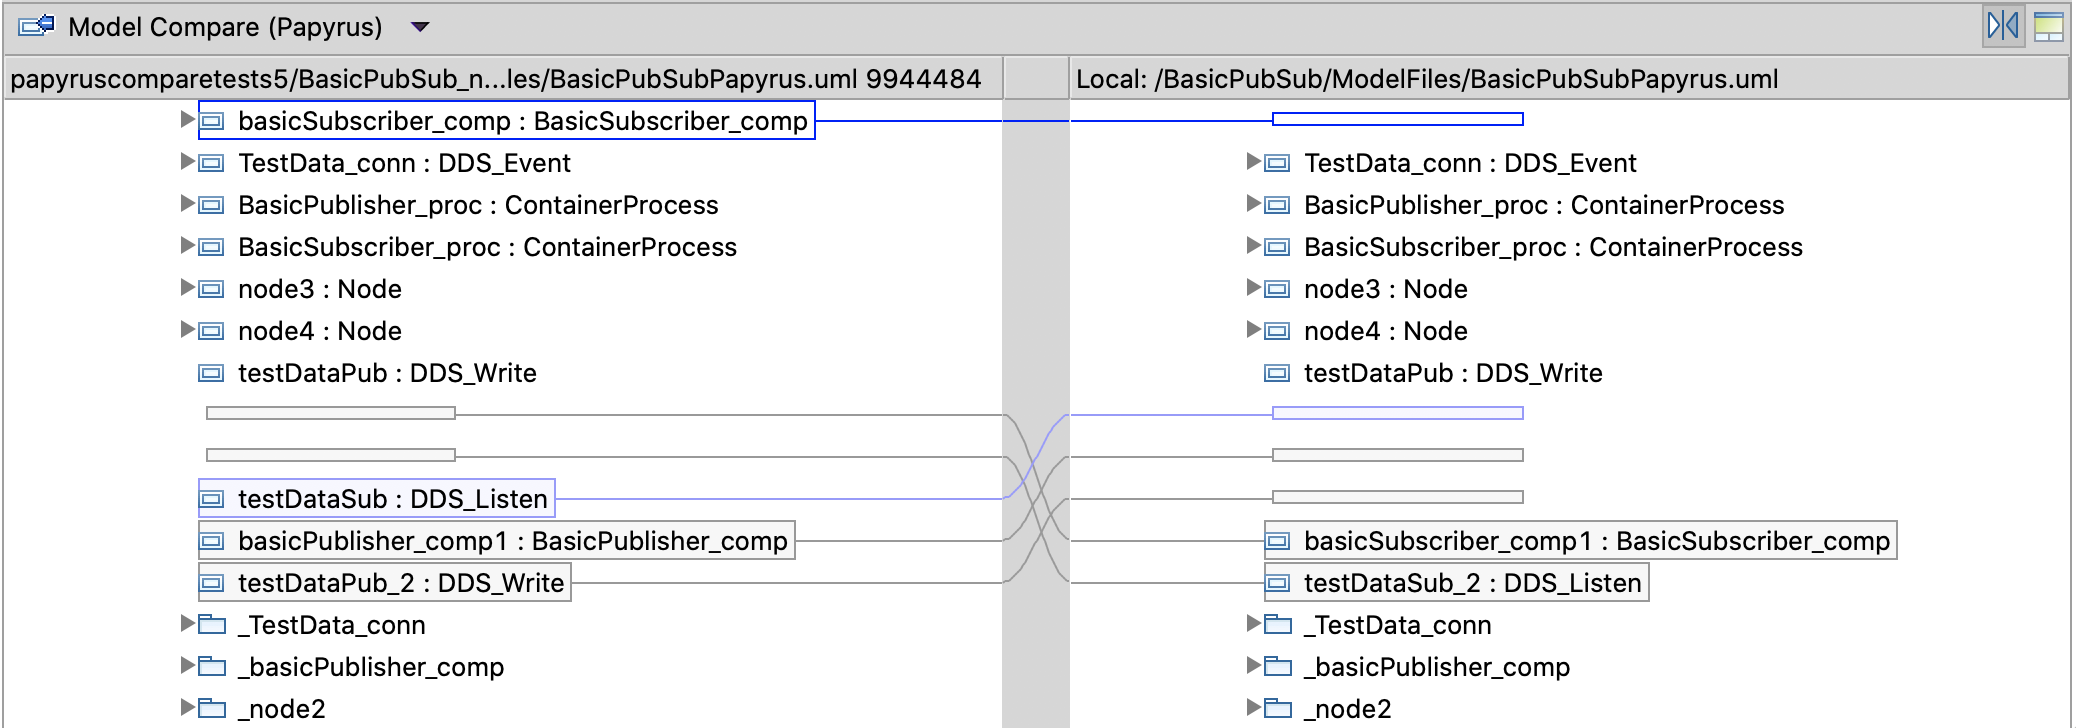 Model Compare (Papyrus)
papyruscomparetests5/BasicPubSub_n...les/BasicPubSubPapyrus.uml 9944484
Local: /BasicPubSub/ModelFiles/BasicPubSubPapyrus.uml
basicSubscriber_comp : BasicSubscriber_comp
TestData_conn : DDS_Event
TestData_conn : DDS_Event
BasicPublisher_proc : ContainerProcess
BasicPublisher_proc : ContainerProcess
BasicSubscriber_proc : ContainerProcess
BasicSubscriber_proc : ContainerProcess
node3 : Node
node3 : Node
node4 : Node
node4 : Node
testDataPub : DDS_Write
testDataPub : DDS_Write
testDataSub : DDS_Listen
basicPublisher_comp1 : BasicPublisher_comp
basicSubscriber_comp1 : BasicSubscriber_comp
testDataPub_2 : DDS_Write
testDataSub_2 : DDS_Listen
_TestData_conn
_TestData_conn
_basicPublisher_comp
_basicPublisher_comp
_node2
_node2